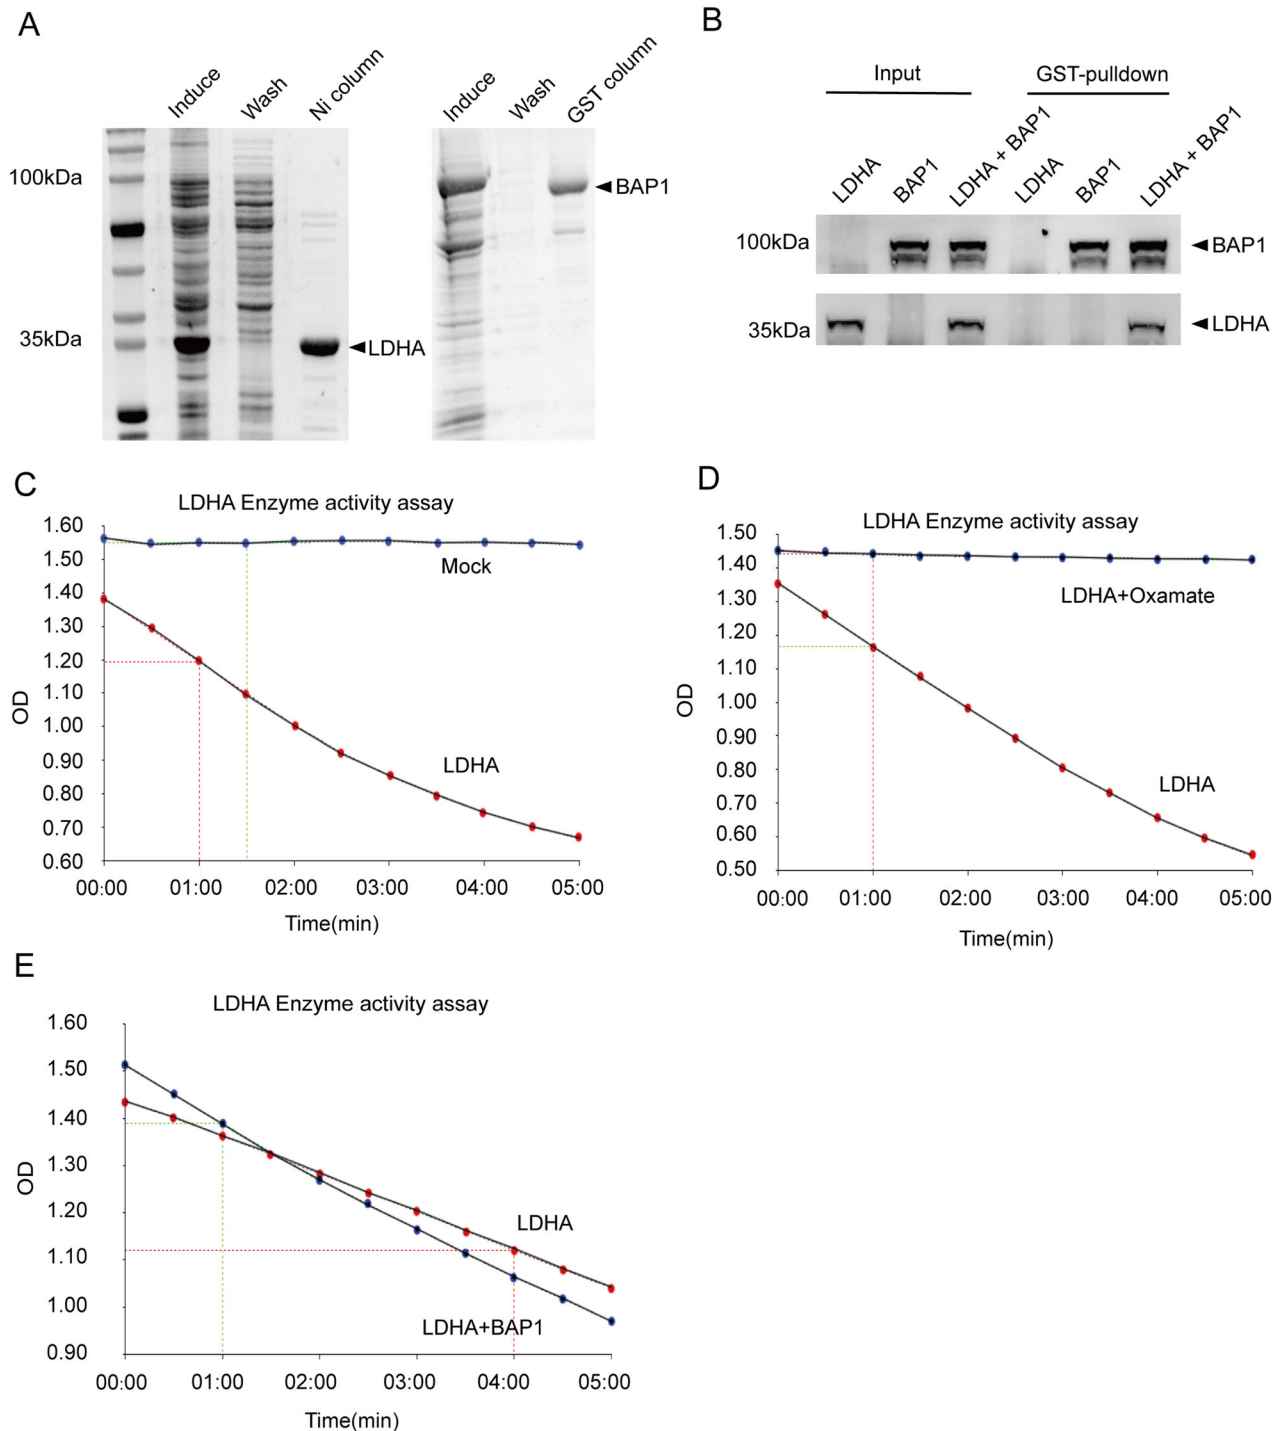 A
Induce
Wash
Ni column
Induce
Wash
GST column
100kDa
35kDa
LDHA
BAP1
B
Input
GST-pulldown
LDHA
BAP1
LDHA + BAP1
LDHA
BAP1
LDHA + BAP1
100kDa
BAP1
35kDa
LDHA
C
LDHA Enzyme activity assay
1.60
1.50
1.40
1.30
1.20
1.10
1.00
0.90
0.80
0.70
0.60
OD
Mock
LDHA
00:00 01:00 02:00 03:00 04:00 05:00
Time(min)
D
LDHA Enzyme activity assay
1.50
1.40
1.30
1.20
1.10
1.00
0.90
0.80
0.70
0.60
0.50
OD
LDHA+Oxamate
LDHA
00:00 01:00 02:00 03:00 04:00 05:00
Time(min)
E
LDHA Enzyme activity assay
1.60
1.50
1.40
1.30
1.20
1.10
1.00
0.90
OD
LDHA
LDHA+BAP1
00:00 01:00 02:00 03:00 04:00 05:00
Time(min)